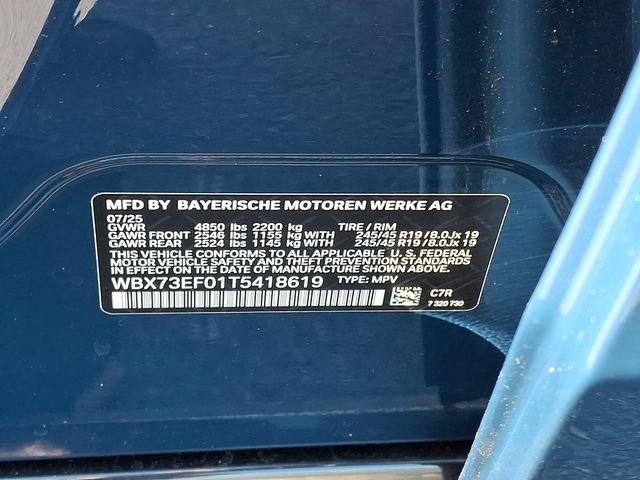 MFD BY BAYERISCHE MOTOREN WERKE AG
07/25
GVWR 4850 lbs 2200 kg TIRE / RIM
GAWR FRONT 2546 lbs 1155 kg WITH 245/45 R19 / 8.0Jx 19
GAWR REAR 2524 lbs 1145 kg WITH 245/45 R19 / 8.0Jx 19
THIS VEHICLE CONFORMS TO ALL APPLICABLE U. S. FEDERAL
MOTOR VEHICLE SAFETY AND THEFT PREVENTION STANDARDS
IN EFFECT ON THE DATE OF MANUFACTURE SHOWN ABOVE.
WBX73EF01T5418619 TYPE: MPV
C7R
7 320 730